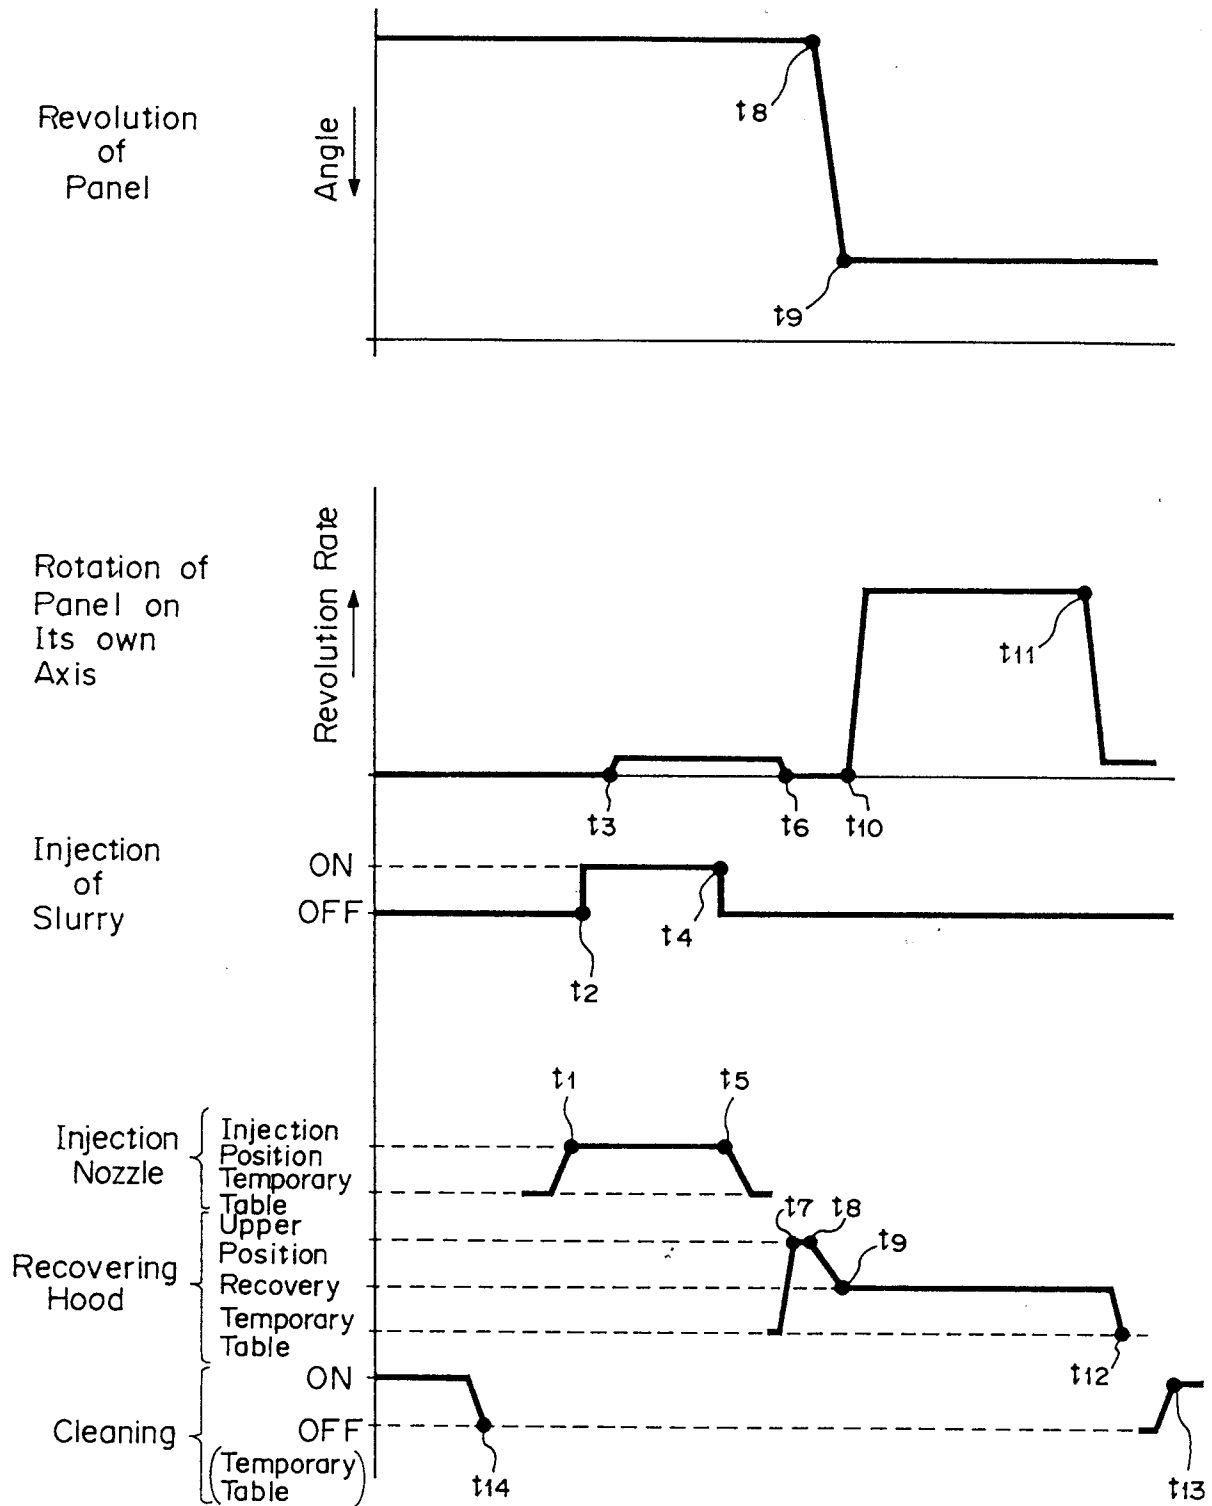 Revolution
of
Panel
Angle
t8
t9
Rotation of
Panel on
Its own
Axis
Revolution Rate
t11
t3
t6
t10
Injection
of
Slurry
ON
OFF
t4
t2
t1
t5
Injection
Nozzle
Injection
Position
Temporary
Table
t7
t8
t9
Recovering
Hood
Upper
Position
Recovery
Temporary
Table
t12
Cleaning
ON
OFF
(Temporary
Table)
t14
t13